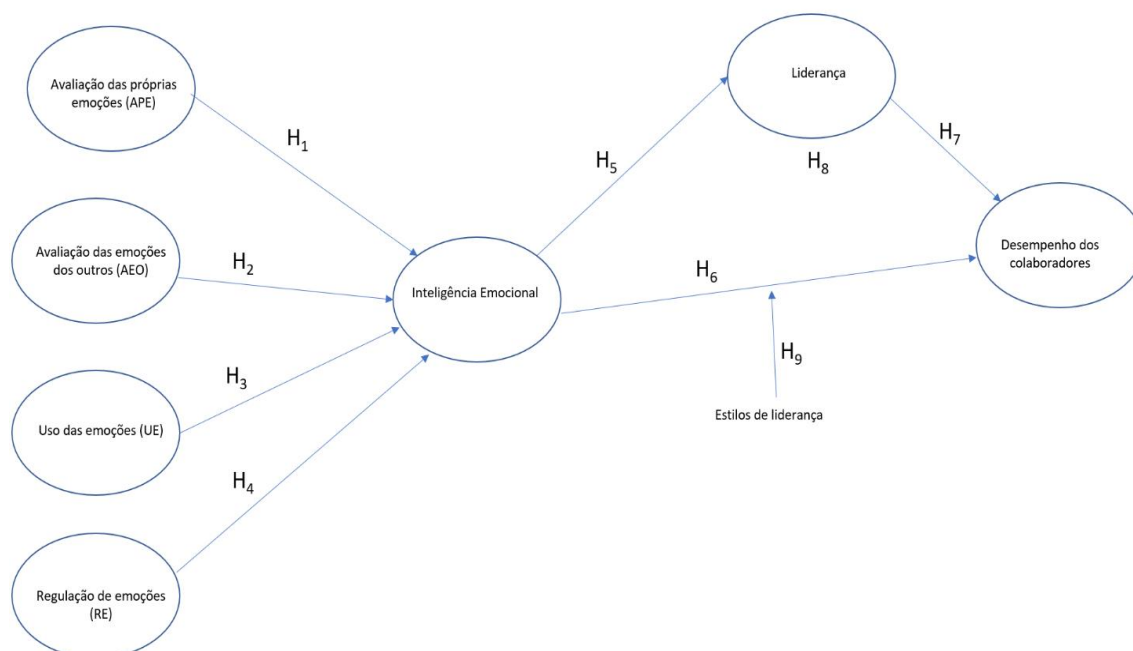 Avaliação das próprias
emoções (APE)
H1
Avaliação das emoções
dos outros (AEO)
H2
Uso das emoções (UE)
H3
Regulação de emoções
(RE)
H4
Inteligência Emocional
H5
Liderança
H8
H7
H6
Desempenho dos
colaboradores
H9
Estilos de liderança